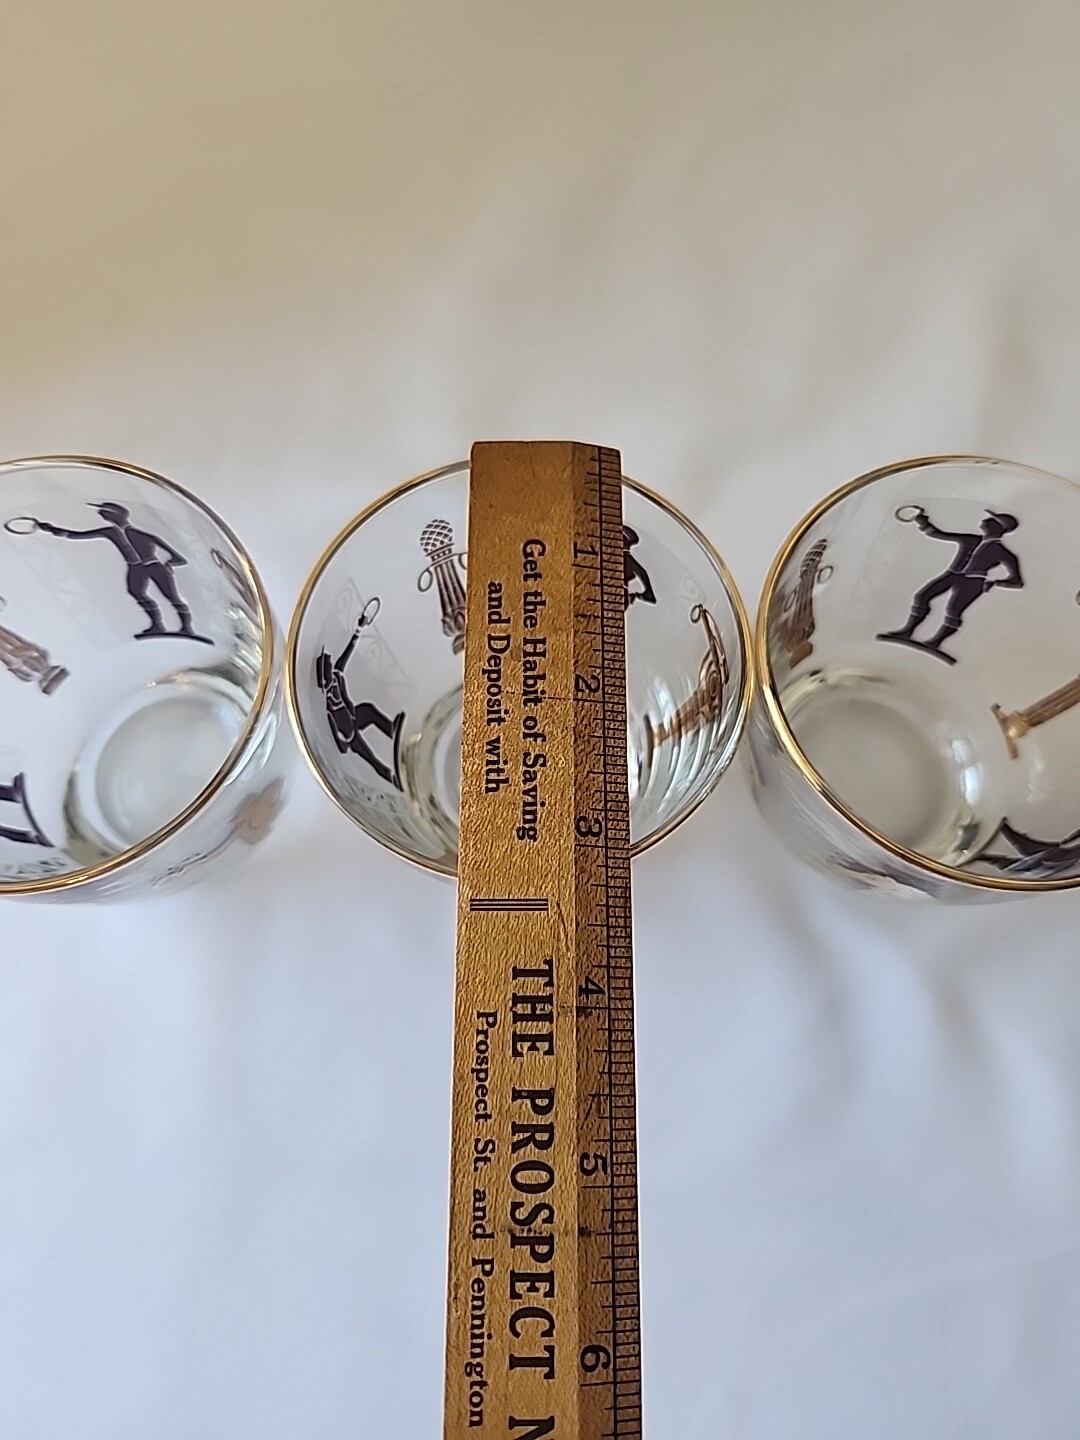 Get the Habit of Saving
and Deposit with
THE PROSPECT N
Prospect St. and Pennington
1
2
3
4
5
6